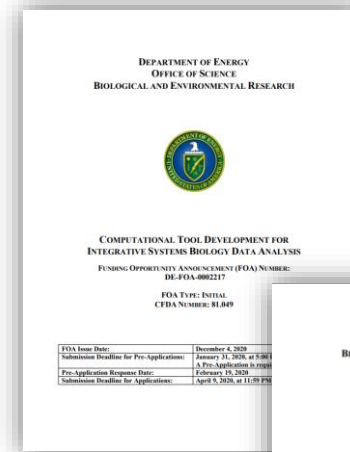 DEPARTMENT OF ENERGY
OFFICE OF SCIENCE
BIOLOGICAL AND ENVIRONMENTAL RESEARCH
COMPUTATIONAL TOOL DEVELOPMENT FOR
INTEGRATIVE SYSTEMS BIOLOGY DATA ANALYSIS
FUNDING OPPORTUNITY ANNOUNCEMENT (FOA) NUMBER:
DE-FOA-0002217
FOA TYPE: INITIAL
CFDA NUMBER: 81.049
FOA Issue Date: December 4, 2020
Submission Deadline for Pre-Applications: January 31, 2020, at 5:00
A Pre-Application is
Pre-Application Response Date: February 19, 2020
Submission Deadline for Applications: April 9, 2020, at 11:59 PM